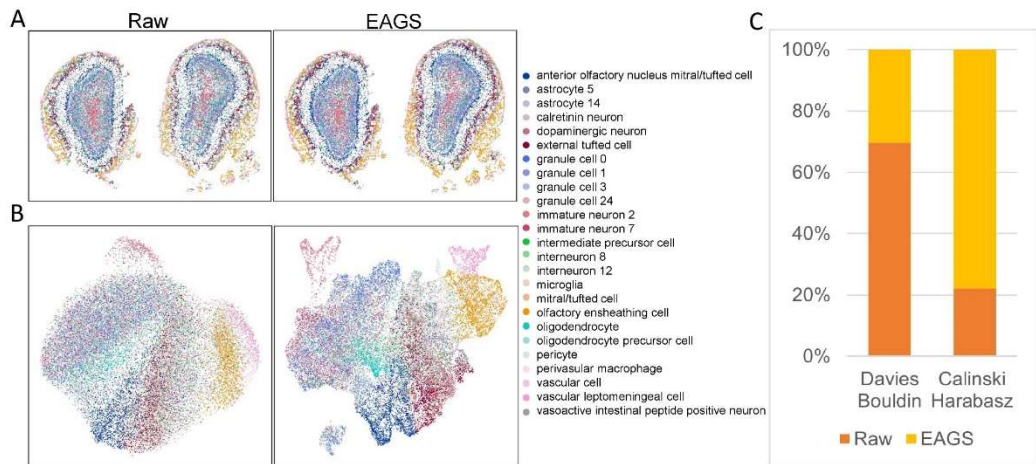 A
Raw
EAGS
B
anterior olfactory nucleus mitral/tufted cell
astrocyte 5
astrocyte 14
calretinin neuron
dopaminergic neuron
external tufted cell
granule cell 0
granule cell 1
granule cell 3
granule cell 24
immature neuron 2
immature neuron 7
intermediate precursor cell
interneuron 8
interneuron 12
microglia
mitral/tufted cell
olfactory ensheathing cell
oligodendrocyte
oligodendrocyte precursor cell
pericyte
perivasular macrophage
vascular cell
vascular leptomeningeal cell
vasoactive intestinal peptide positive neuron
C
100%
80%
60%
40%
20%
0%
Davies
Bouldin
Calinski
Harabasz
Raw
EAGS